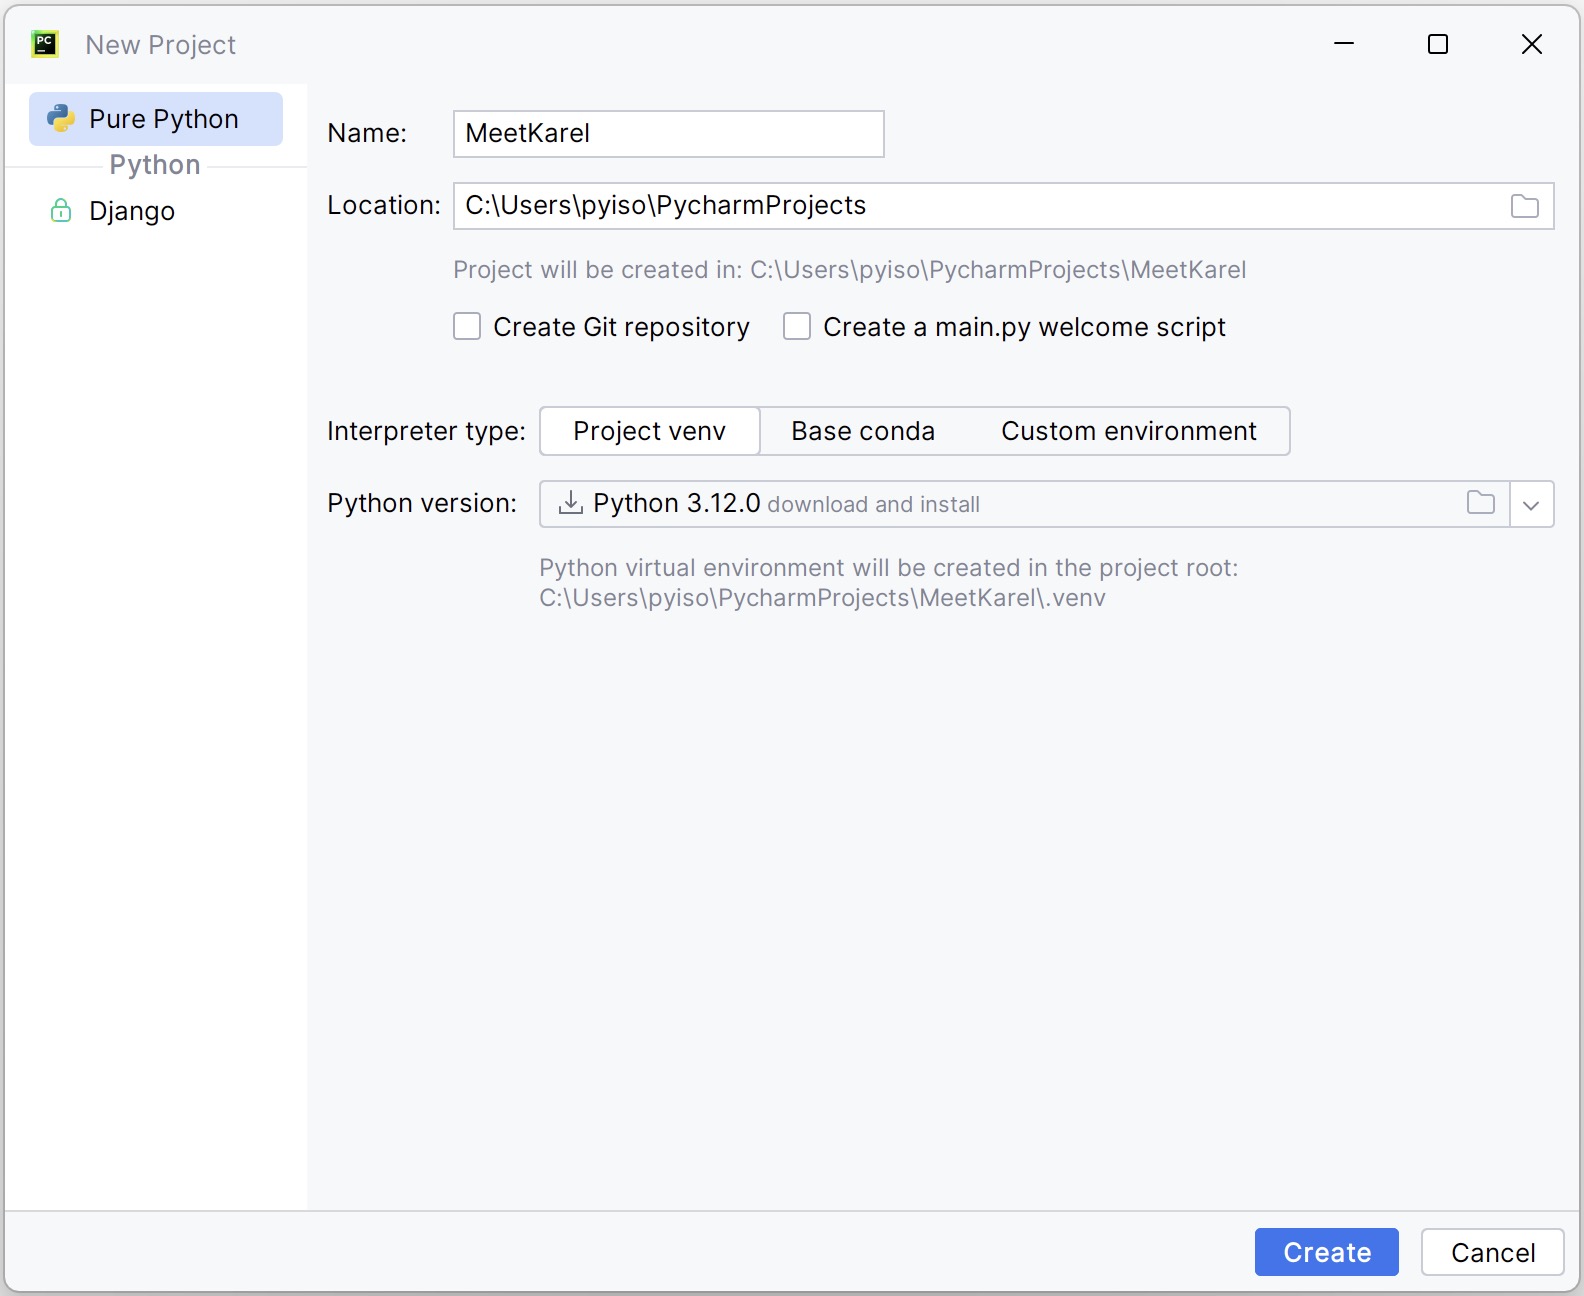 PC
New Project
Pure Python
Python
Django
Name: MeetKarel
Location: C:\Users\pyiso\PycharmProjects
Project will be created in: C:\Users\pyiso\PycharmProjects\MeetKarel
Create Git repository Create a main.py welcome script
Interpreter type: Project venv Base conda Custom environment
Python version: Python 3.12.0 download and install
Python virtual environment will be created in the project root:
C:\Users\pyiso\PycharmProjects\MeetKarel\.venv
Create Cancel